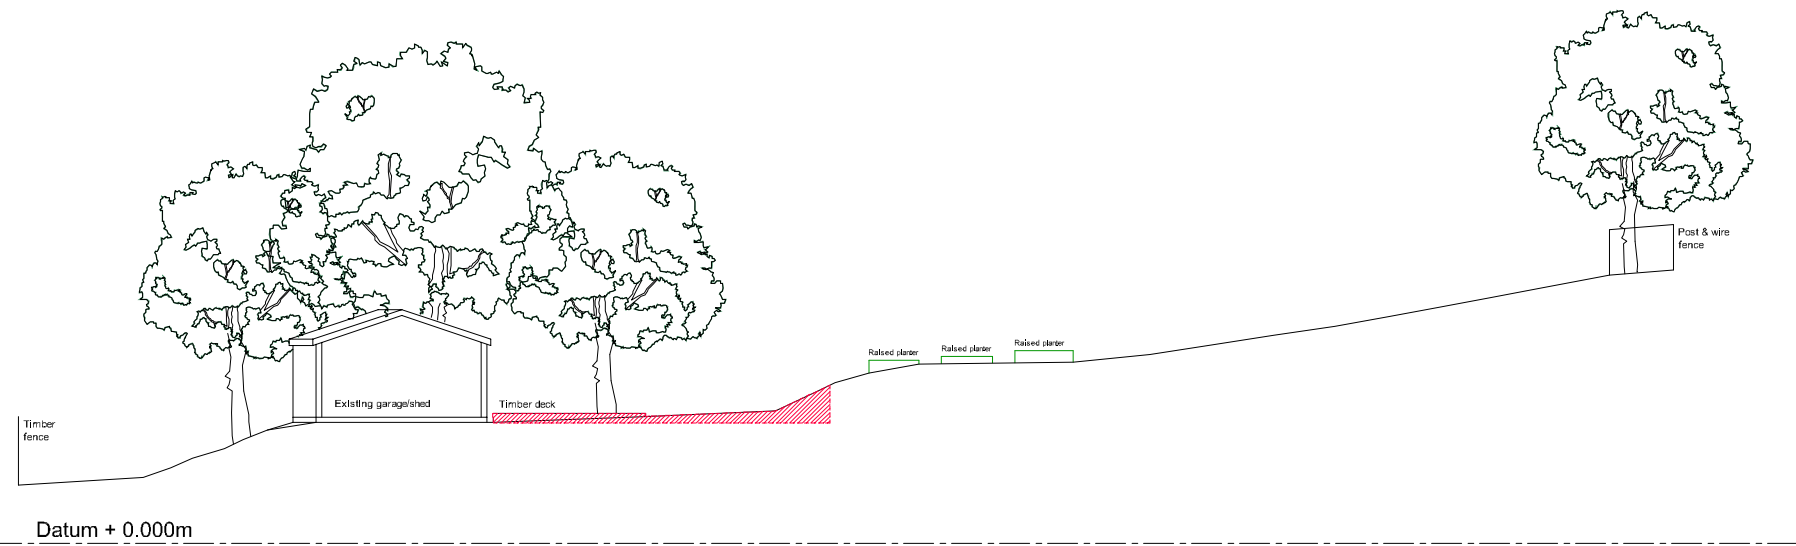 Post & wire
fence
Raised planter
Raised planter
Raised planter
Existing garage/shed
Timber deck
Timber
fence
Datum + 0.000m